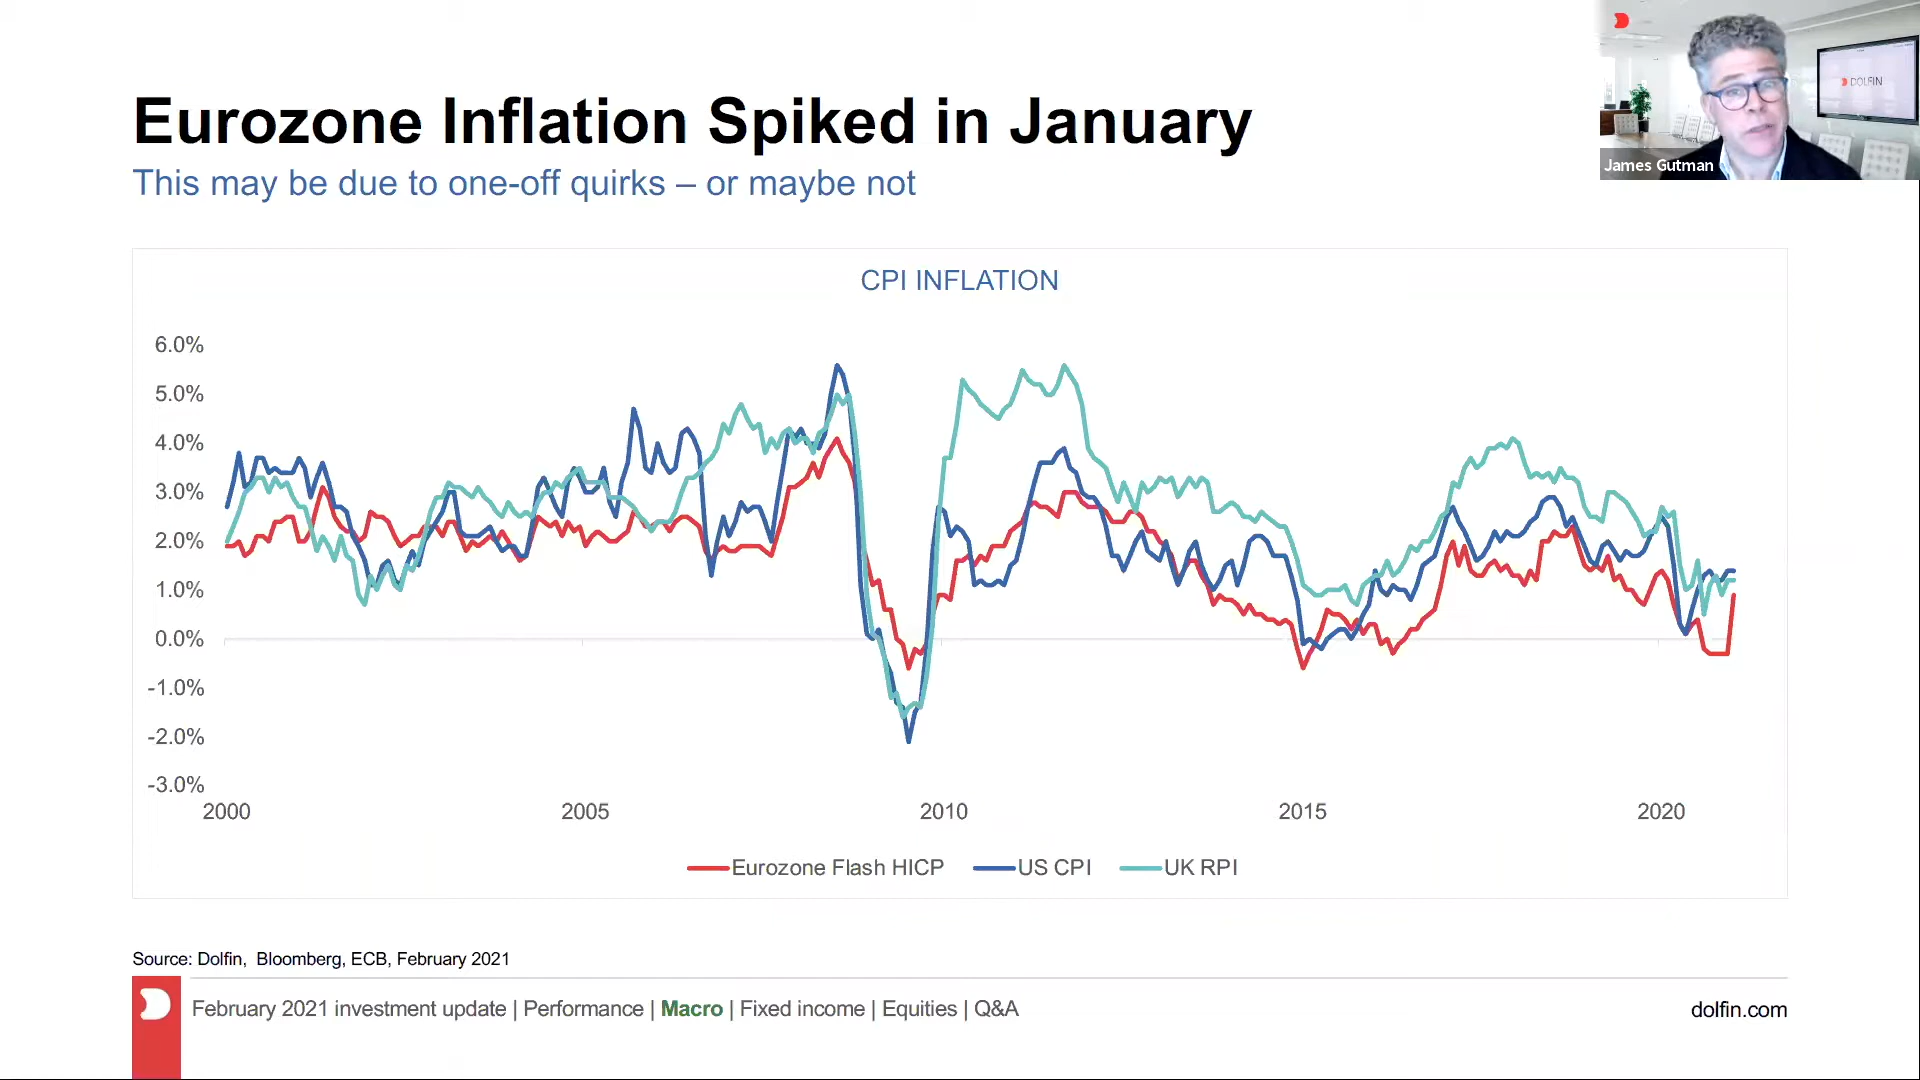 Eurozone Inflation Spiked in January
This may be due to one-off quirks – or maybe not
DOLFIN
James Gutman
CPI INFLATION
6.0%
5.0%
4.0%
3.0%
2.0%
1.0%
0.0%
-1.0%
-2.0%
-3.0%
2000 2005 2010 2015 2020
Eurozone Flash HICP US CPI UK RPI
Source: Dolfin, Bloomberg, ECB, February 2021
February 2021 investment update | Performance | Macro | Fixed income | Equities | Q&A
dolfin.com